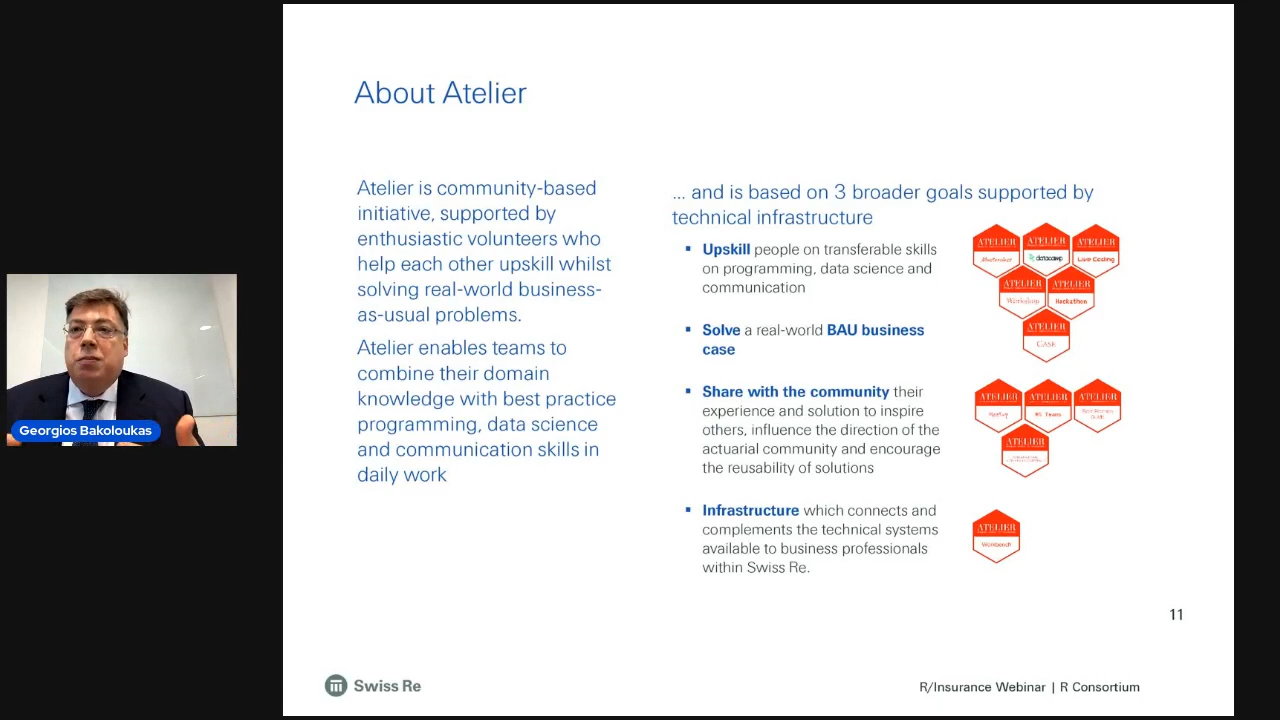 About Atelier
Atelier is community-based
initiative, supported by
enthusiastic volunteers who
help each other upskill whilst
solving real-world business-
as-usual problems.
Atelier enables teams to
combine their domain
knowledge with best practice
programming, data science
and communication skills in
daily work
... and is based on 3 broader goals supported by
technical infrastructure
▪ Upskill people on transferable skills
on programming, data science and
communication
▪ Solve a real-world BAU business
case
▪ Share with the community their
experience and solution to inspire
others, influence the direction of the
actuarial community and encourage
the reusability of solutions
▪ Infrastructure which connects and
complements the technical systems
available to business professionals
within Swiss Re.
ATELIER
ATELIER
datacamp
ATELIER
Live Coding
ATELIER
Workshop
ATELIER
Hackathon
ATELIER
CASE
ATELIER
MeetUp
ATELIER
MS Teams
ATELIER
ATELIER
ATELIER
Workbench
Georgios Bakoloukas
11
Swiss Re
R/Insurance Webinar | R Consortium